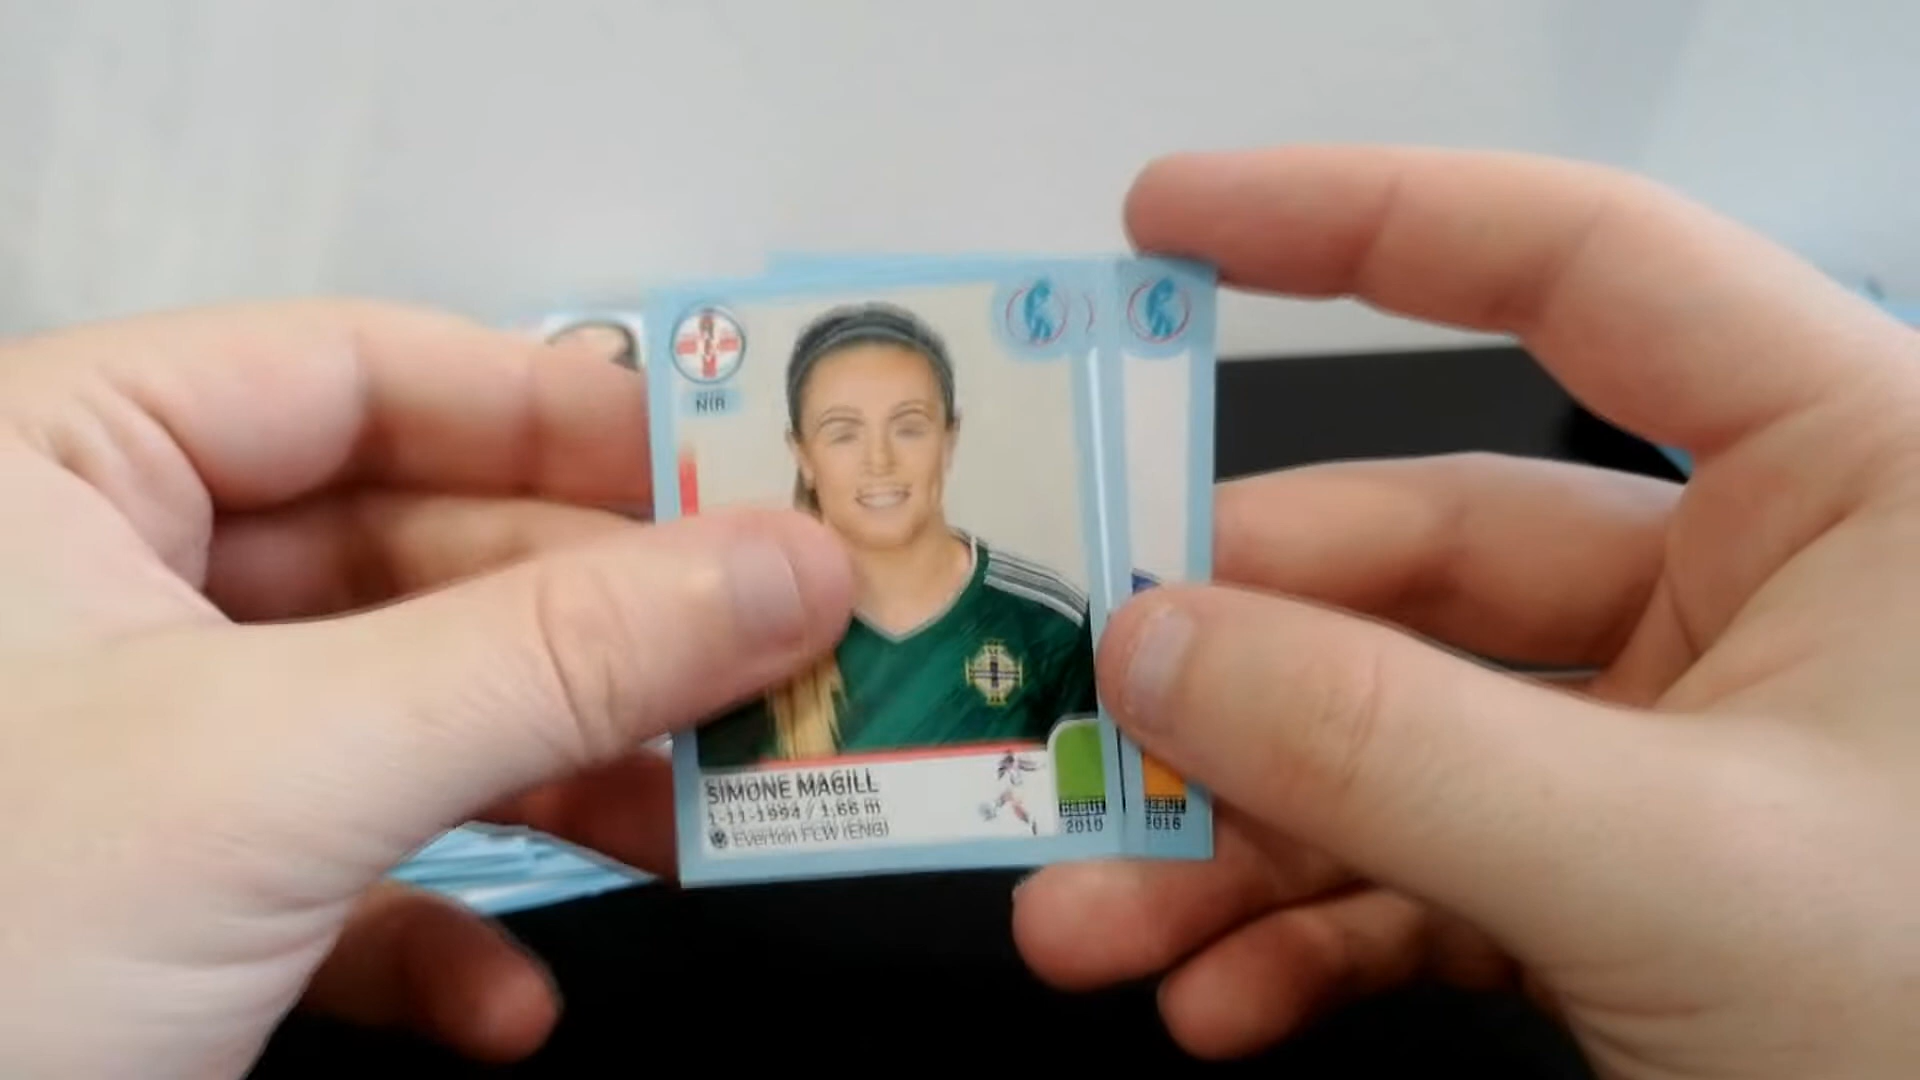 NIR
SIMONE MAGILL
1-11-1994 / 1.66 m
Everton FCW (ENG)
DEBUT
2010
DEBUT
2016